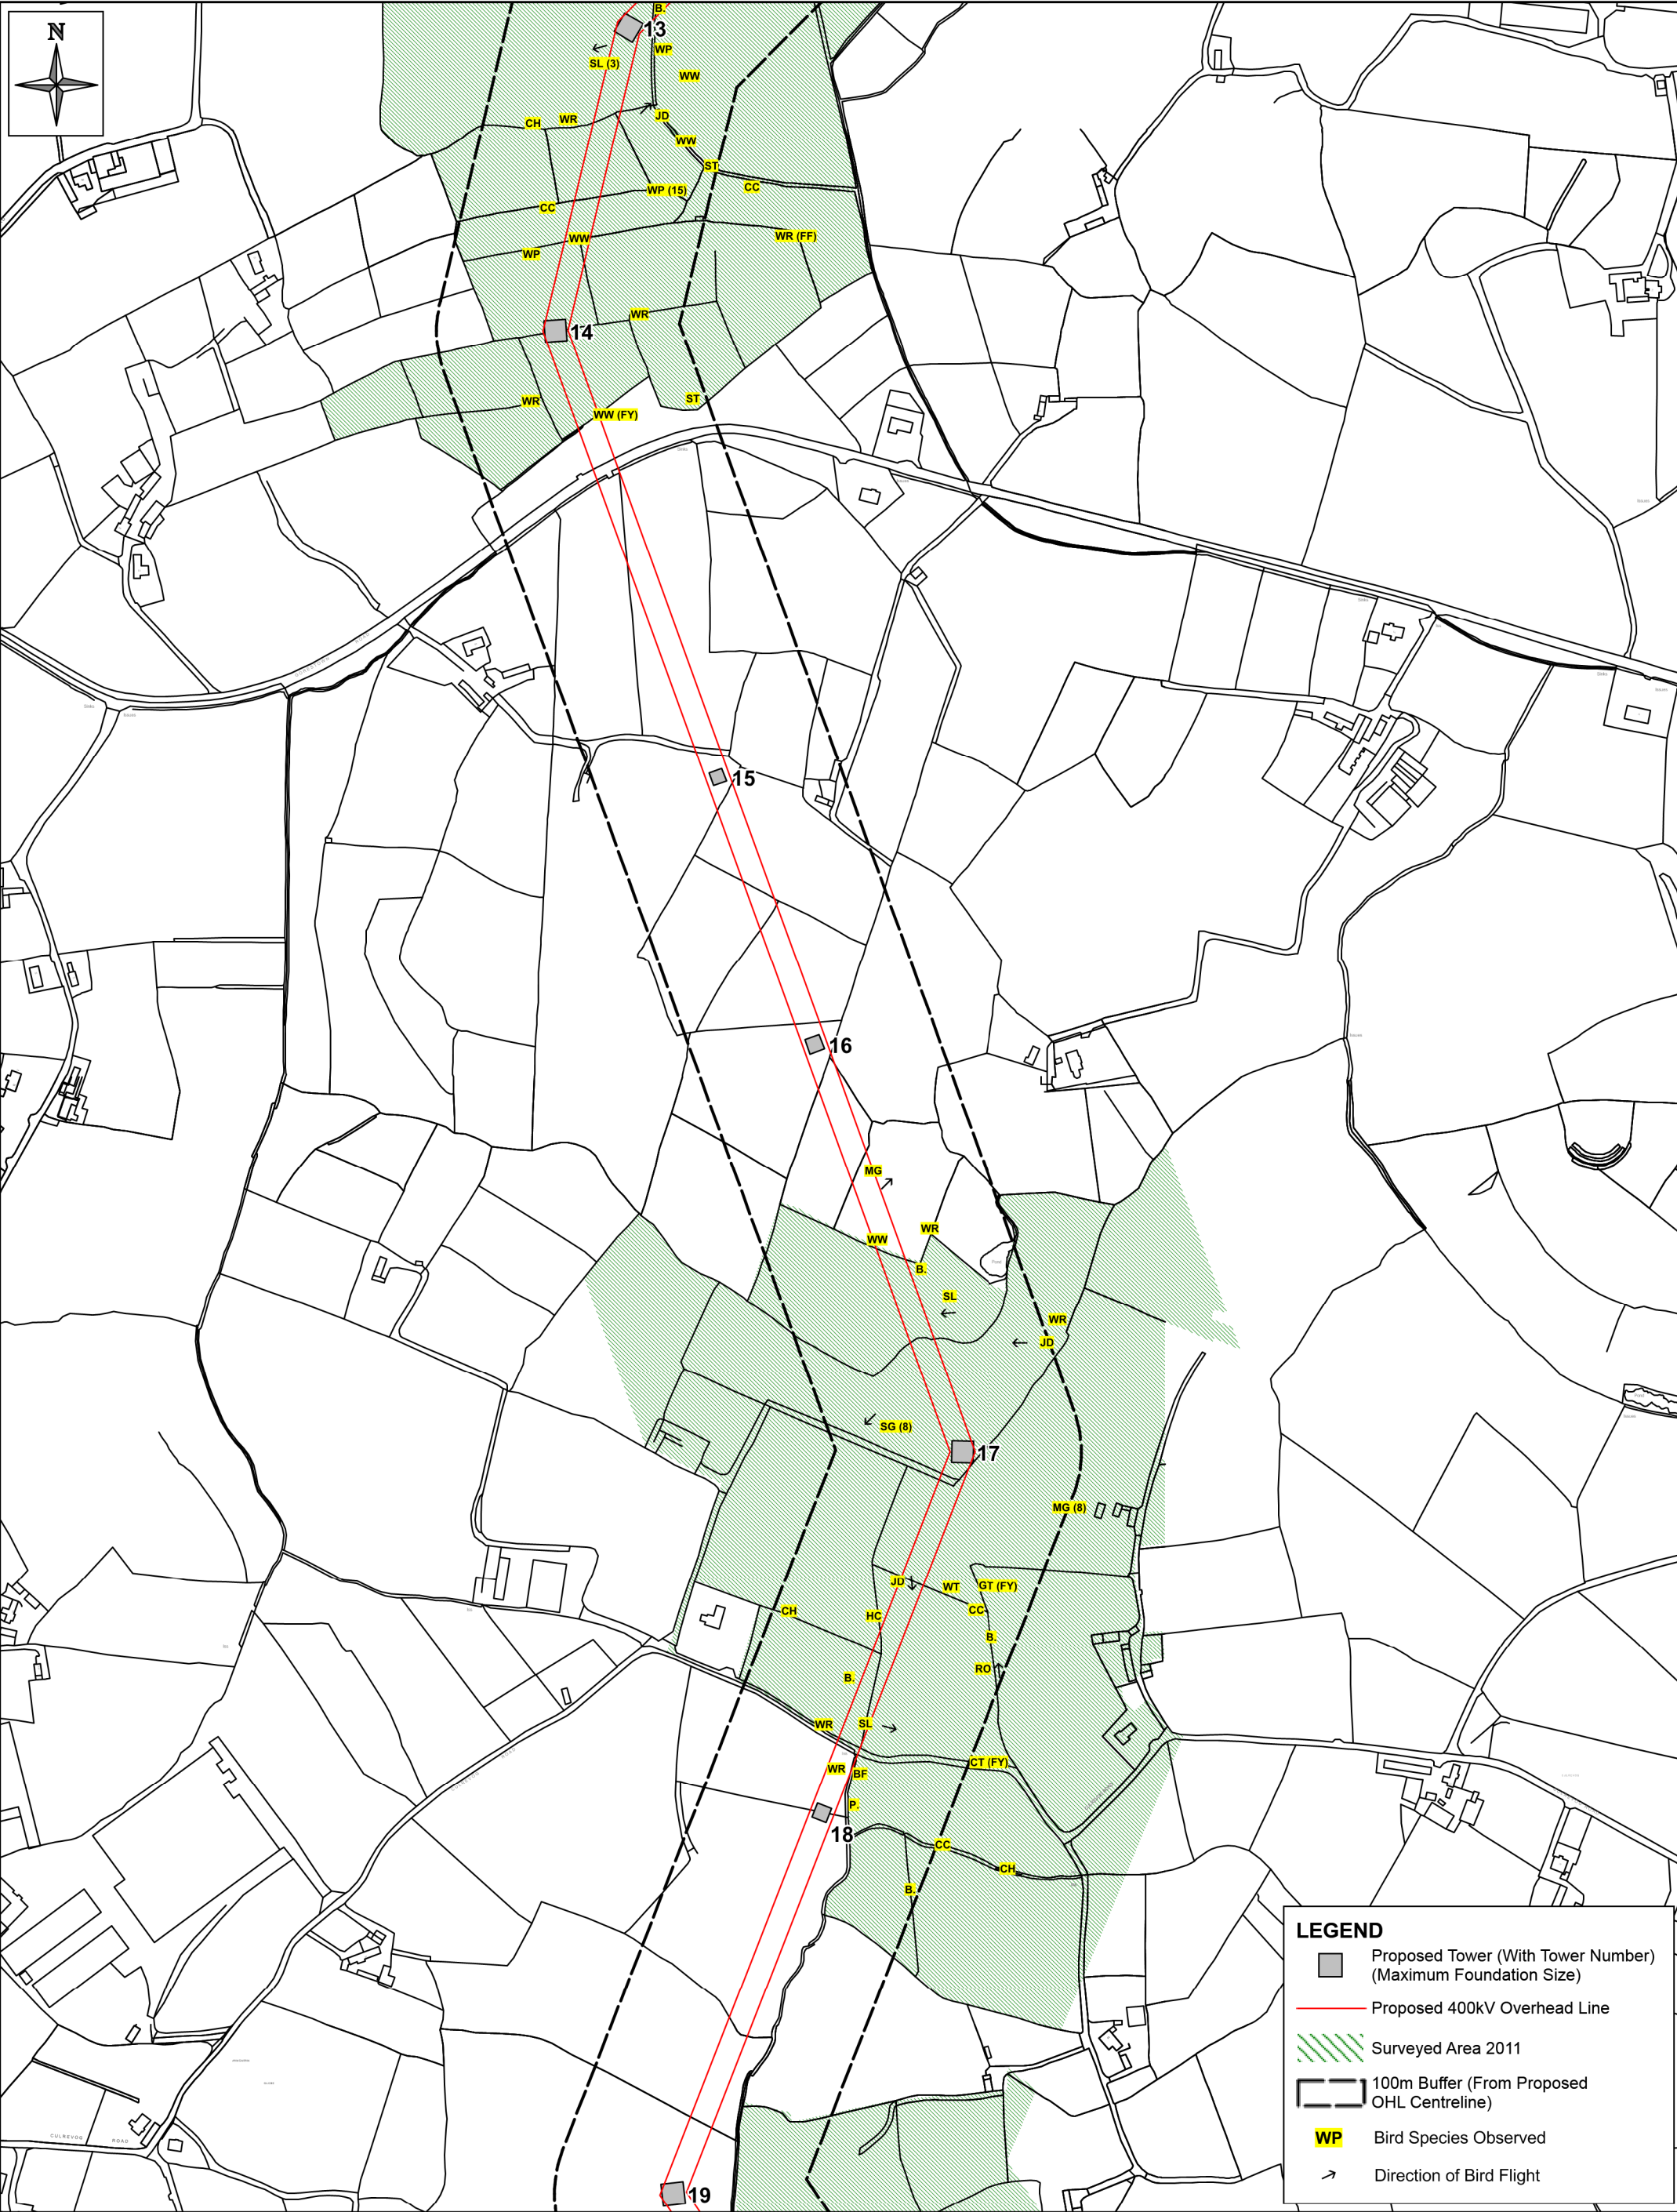 N
B.
13
WP
SL (3)
WW
JD
CH
WR
WW
ST
CC
WP (15)
CC
WW
WR (FF)
WP
WR
14
WR
ST
WW (FY)
15
16
MG
WR
WW
B.
SL
WR
JD
SG (8)
17
MG (8)
JD
WT
GT (FY)
CH
HC
CC
B.
RO
B.
WR
SL
CT (FY)
WR
BF
P.
18
CC
CH
B.
19
CULREVOG ROAD
LEGEND
Proposed Tower (With Tower Number)
(Maximum Foundation Size)
Proposed 400kV Overhead Line
Surveyed Area 2011
100m Buffer (From Proposed
OHL Centreline)
WP Bird Species Observed
Direction of Bird Flight